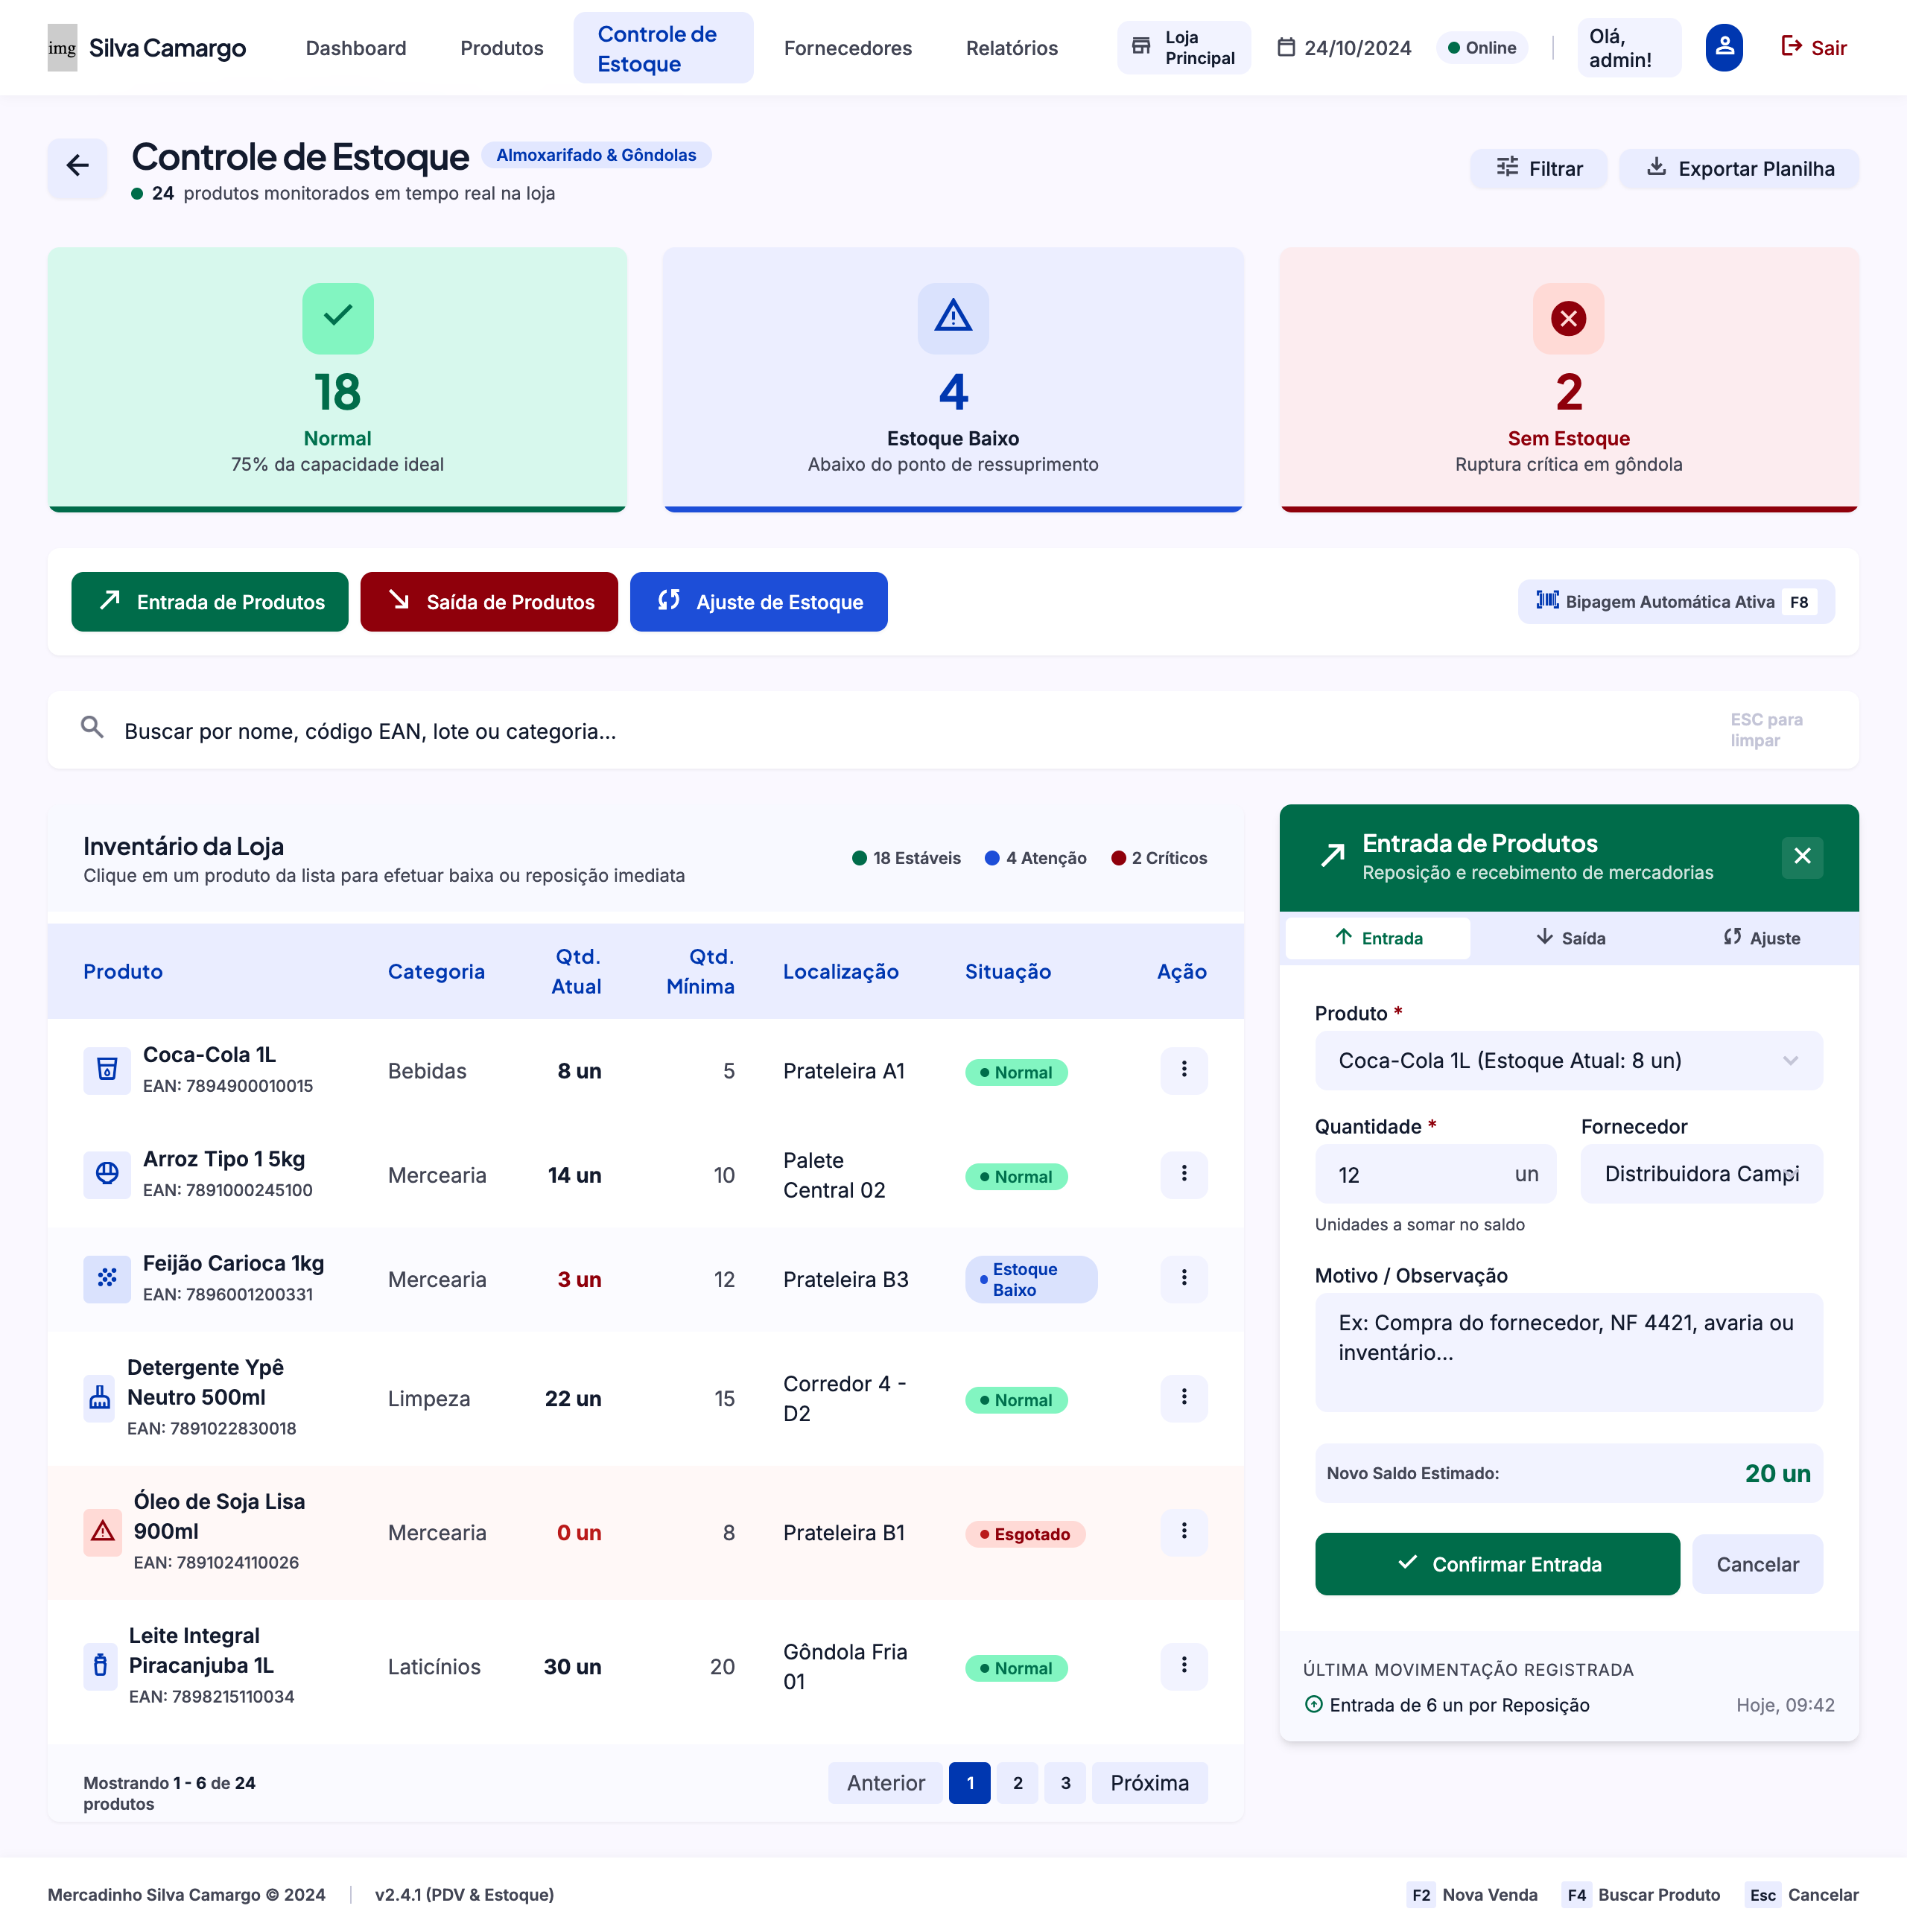 img
Silva Camargo
Dashboard
Produtos
Controle de
Estoque
Fornecedores
Relatórios
Loja
Principal
24/10/2024
Online
Olá,
admin!
Sair
Controle de Estoque
Almoxarifado & Gôndolas
24 produtos monitorados em tempo real na loja
Filtrar
Exportar Planilha
18
Normal
75% da capacidade ideal
4
Estoque Baixo
Abaixo do ponto de ressuprimento
2
Sem Estoque
Ruptura crítica em gôndola
Entrada de Produtos
Saída de Produtos
Ajuste de Estoque
Bipagem Automática Ativa F8
Buscar por nome, código EAN, lote ou categoria...
ESC para
limpar
Inventário da Loja
Clique em um produto da lista para efetuar baixa ou reposição imediata
18 Estáveis
4 Atenção
2 Críticos
Produto
Categoria
Qtd.
Atual
Qtd.
Mínima
Localização
Situação
Ação
Coca-Cola 1L
EAN: 7894900010015
Bebidas
8 un
5
Prateleira A1
Normal
Arroz Tipo 1 5kg
EAN: 7891000245100
Mercearia
14 un
10
Palete
Central 02
Normal
Feijão Carioca 1kg
EAN: 7896001200331
Mercearia
3 un
12
Prateleira B3
Estoque
Baixo
Detergente Ypê
Neutro 500ml
EAN: 7891022830018
Limpeza
22 un
15
Corredor 4 -
D2
Normal
Óleo de Soja Lisa
900ml
EAN: 7891024110026
Mercearia
0 un
8
Prateleira B1
Esgotado
Leite Integral
Piracanjuba 1L
EAN: 7898215110034
Laticínios
30 un
20
Gôndola Fria
01
Normal
Mostrando 1 - 6 de 24
produtos
Anterior
1
2
3
Próxima
Entrada de Produtos
Reposição e recebimento de mercadorias
Entrada
Saída
Ajuste
Produto *
Coca-Cola 1L (Estoque Atual: 8 un)
Quantidade *
12 un
Unidades a somar no saldo
Fornecedor
Distribuidora Campi
Motivo / Observação
Ex: Compra do fornecedor, NF 4421, avaria ou
inventário...
Novo Saldo Estimado:
20 un
Confirmar Entrada
Cancelar
ÚLTIMA MOVIMENTAÇÃO REGISTRADA
Entrada de 6 un por Reposição
Hoje, 09:42
Mercadinho Silva Camargo © 2024
v2.4.1 (PDV & Estoque)
F2 Nova Venda
F4 Buscar Produto
Esc Cancelar